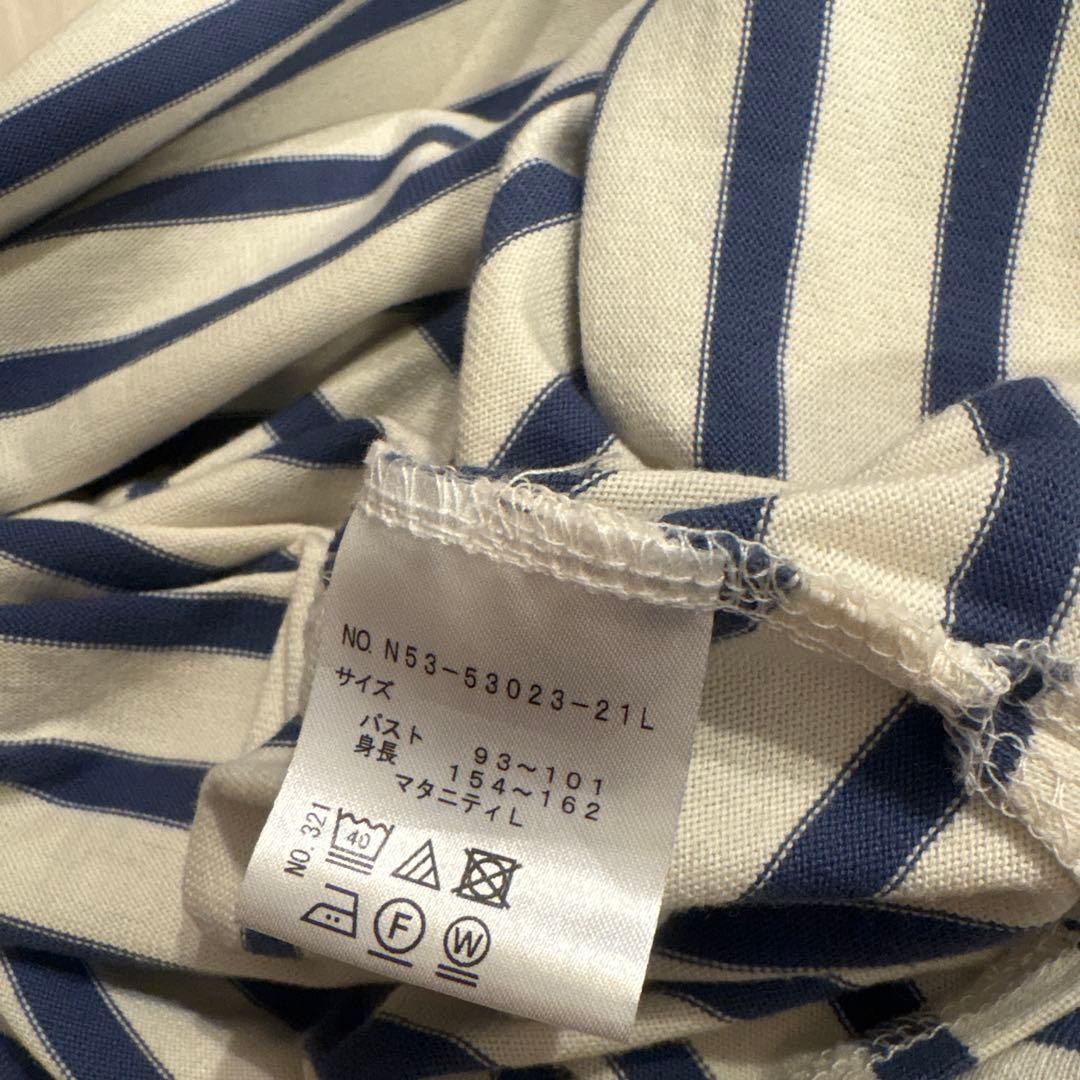 NO. N53-53023-21L
サイズ
バスト 93～101
身長 154～162
マタニティL
NO. 321
40
F
W